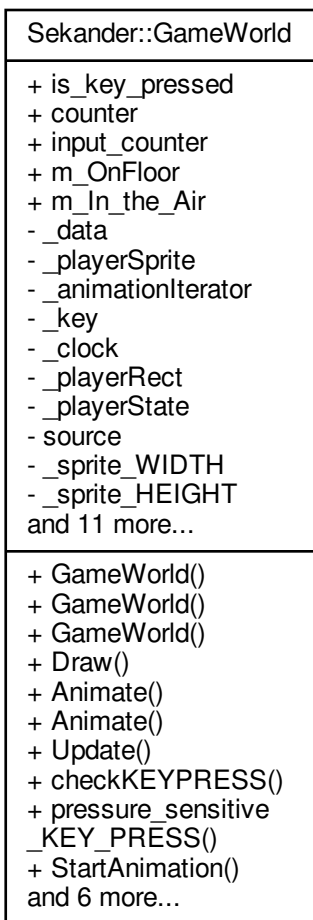 Sekander::GameWorld
+ is_key_pressed
+ counter
+ input_counter
+ m_OnFloor
+ m_In_the_Air
- _data
- _playerSprite
- _animationIterator
- _key
- _clock
- _playerRect
- _playerState
- source
- _sprite_WIDTH
- _sprite_HEIGHT
and 11 more...
+ GameWorld()
+ GameWorld()
+ GameWorld()
+ Draw()
+ Animate()
+ Animate()
+ Update()
+ checkKEYPRESS()
+ pressure_sensitive
_KEY_PRESS()
+ StartAnimation()
and 6 more...